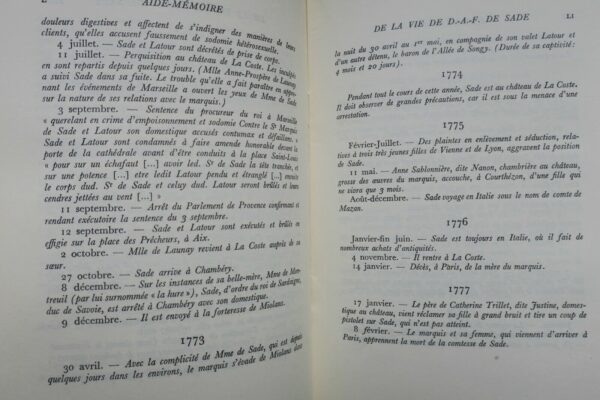 AIDE-MÉMOIRE
douleurs digestives et affectent de s'indigner des manières de leurs
clients, qu'elles accusent faussement de sodomie hétérosexuelle.
4 juillet. — Sade et Latour sont décrétés de prise de corps.
11 juillet. — Perquisition au château de La Coste. Les inculpés
en sont repartis depuis quelques jours. (Mlle Anne-Prospère de Launay
a suivi Sade dans sa fuite. Le trouble qu'elle a fait paraître en appre-
nant les événements de Marseille a ouvert les yeux de Mme de Sade
sur la nature de ses relations avec le marquis.)
3 septembre. — Sentence du procureur du roi à Marseille
« querelant en crime d'empoisonnement et sodomie Contre le St Marquis
de Sade et Latour son domestique accusés contumax et défaillans ».
Sade et Latour sont condamnés à faire amende honorable devant la
porte de la cathédrale avant d'être conduits à la place Saint-Louis
« pour sur un échafaut [...] avoir led. St de Sade la tête tranchée, et
sur une potence [...] etre ledit Latour pendu et étranglé [...] ensuite
le corps dud. St de Sade et celuy dud. Latour seront brûlés et leurs
cendres jettées au vent [...] »
11 septembre. — Arrêt du Parlement de Provence confirmant et
rendant exécutoire la sentence du 3 septembre.
12 septembre. — Sade et Latour sont exécutés et brûlés en
effigie sur la place des Prêcheurs, à Aix.
2 octobre. — Mlle de Launay revient à La Coste auprès de sa
sœur.
27 octobre. — Sade arrive à Chambéry.
8 décembre. — Sur les instances de sa belle-mère, Mme de Mon-
treuil (par lui surnommée « la hure »), Sade, d'ordre du roi de Sardaigne,
duc de Savoie, est arrêté à Chambéry avec son domestique.
9 décembre. — Il est envoyé à la forteresse de Miolans.
1773
30 avril. — Avec la complicité de Mme de Sade, qui est depuis
quelques jours dans les environs, le marquis s'évade de Miolans dans
DE LA VIE DE D.-A.-F. DE SADE
la nuit du 30 avril au 1er mai, en compagnie de son valet Latour et
d'un autre détenu, le baron de l'Allée de Songy. (Durée de sa captivité :
4 mois et 20 jours).
1774
Pendant tout le cours de cette année, Sade est au château de La Coste.
Il doit observer de grandes précautions, car il est sous la menace d'une
arrestation.
1775
Février-Juillet. — Des plaintes en enlèvement et séduction, rela-
tives à trois très jeunes filles de Vienne et de Lyon, aggravent la position
de Sade.
11 mai. — Anne Sablonnière, dite Nanon, chambrière au château,
grosse des œuvres du marquis, accouche, à Courthézon, d'une fille qui
ne vivra que 3 mois.
Août-décembre. — Sade voyage en Italie sous le nom de comte de
Mazan.
1776
Janvier-fin juin. — Sade est toujours en Italie, où il fait de
nombreux achats d'antiquités.
4 novembre. — Il rentre à La Coste.
14 janvier. — Décès, à Paris, de la mère du marquis.
1777
17 janvier. — Le père de Catherine Trillet, dite Justine, domes-
tique au château, vient réclamer sa fille à grand bruit et tire un coup de
pistolet sur Sade, qui n'est pas atteint.
8 février. — Le marquis et sa femme, qui viennent d'arriver à
Paris, apprennent la mort de la comtesse de Sade.